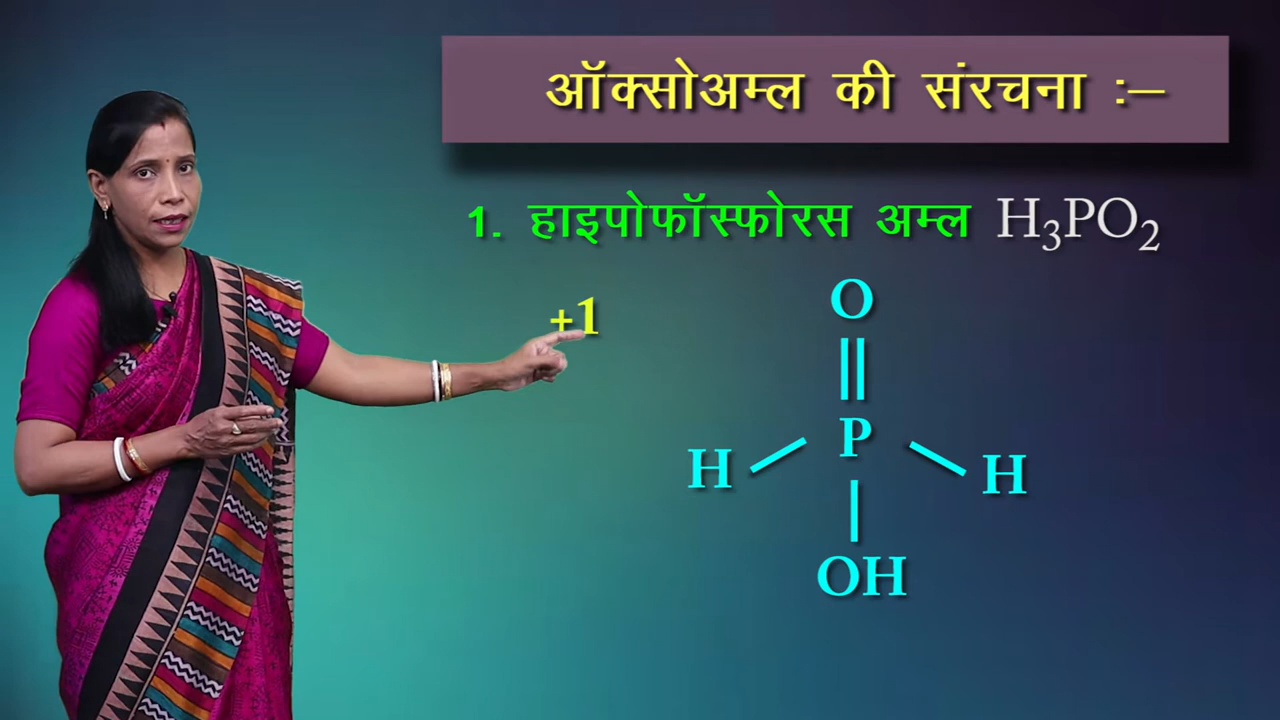 ऑक्सोअम्ल की संरचना :–
1. हाइपोफॉस्फोरस अम्ल H₃PO₂
+1
O
||
P
H H
OH